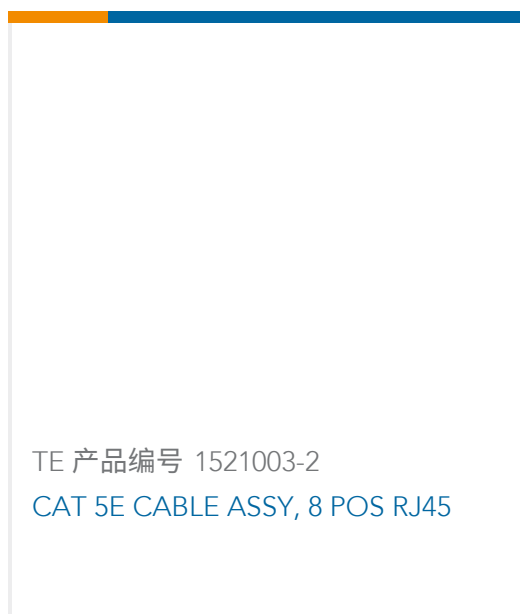 TE 产品编号 1521003-2
CAT 5E CABLE ASSY, 8 POS RJ45